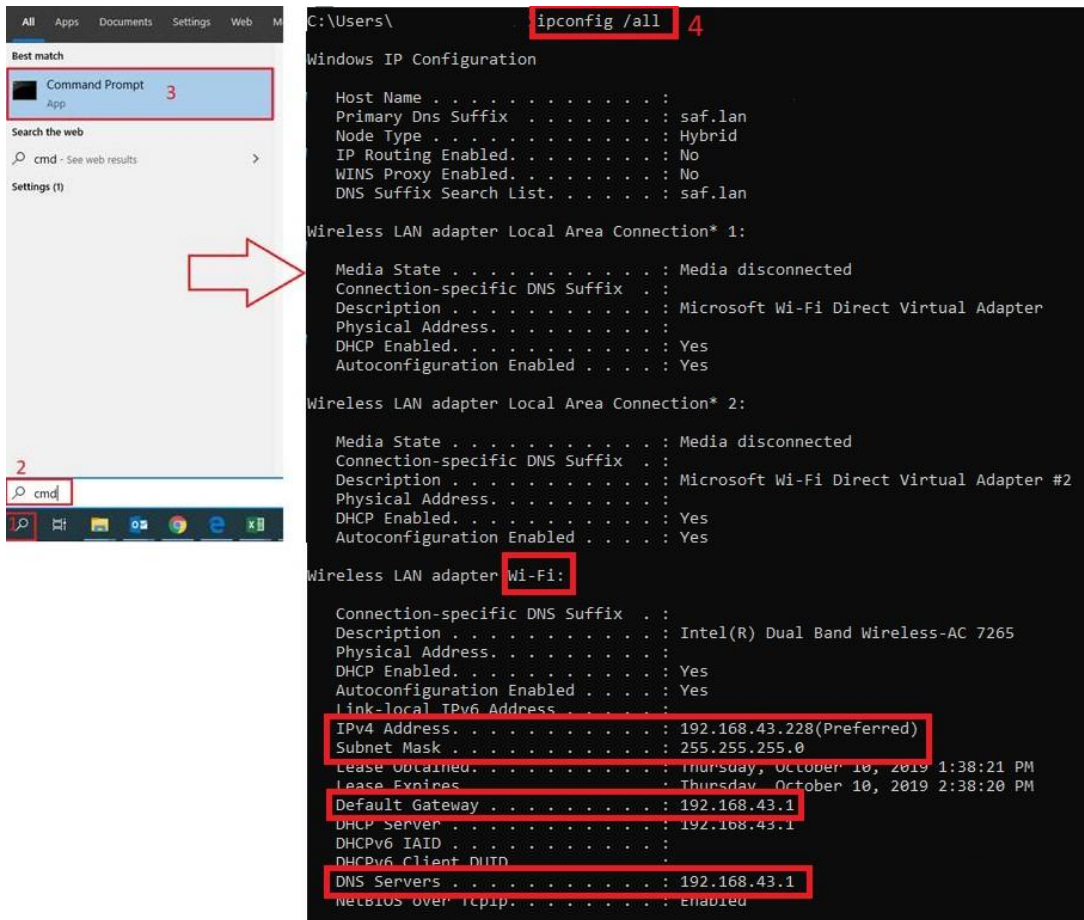 All Apps Documents Settings Web M
Best match
Command Prompt
App
3
Search the web
cmd - See web results
Settings (1)
2
cmd
1
C:\Users\ ipconfig /all
4
Windows IP Configuration
Host Name . . . . . . . . . . . . :
Primary Dns Suffix . . . . . . . : saf.lan
Node Type . . . . . . . . . . . . : Hybrid
IP Routing Enabled. . . . . . . . : No
WINS Proxy Enabled. . . . . . . . : No
DNS Suffix Search List. . . . . . : saf.lan
Wireless LAN adapter Local Area Connection* 1:
Media State . . . . . . . . . . . : Media disconnected
Connection-specific DNS Suffix . :
Description . . . . . . . . . . . : Microsoft Wi-Fi Direct Virtual Adapter
Physical Address. . . . . . . . . :
DHCP Enabled. . . . . . . . . . . : Yes
Autoconfiguration Enabled . . . . : Yes
Wireless LAN adapter Local Area Connection* 2:
Media State . . . . . . . . . . . : Media disconnected
Connection-specific DNS Suffix . :
Description . . . . . . . . . . . : Microsoft Wi-Fi Direct Virtual Adapter #2
Physical Address. . . . . . . . . :
DHCP Enabled. . . . . . . . . . . : Yes
Autoconfiguration Enabled . . . . : Yes
Wireless LAN adapter Wi-Fi:
Connection-specific DNS Suffix . :
Description . . . . . . . . . . . : Intel(R) Dual Band Wireless-AC 7265
Physical Address. . . . . . . . . :
DHCP Enabled. . . . . . . . . . . : Yes
Autoconfiguration Enabled . . . . : Yes
Link-local IPv6 Address . . . . . :
IPv4 Address. . . . . . . . . . . : 192.168.43.228(Preferred)
Subnet Mask . . . . . . . . . . . : 255.255.255.0
Lease Obtained. . . . . . . . . . : Thursday, October 10, 2019 1:38:21 PM
Lease Expires . . . . . . . . . . : Thursday, October 10, 2019 2:38:20 PM
Default Gateway . . . . . . . . . : 192.168.43.1
DHCP Server . . . . . . . . . . . : 192.168.43.1
DHCPv6 IAID . . . . . . . . . . . :
DHCPv6 Client DUID. . . . . . . . :
DNS Servers . . . . . . . . . . . : 192.168.43.1
NetBIOS over Tcpip. . . . . . . . : Enabled